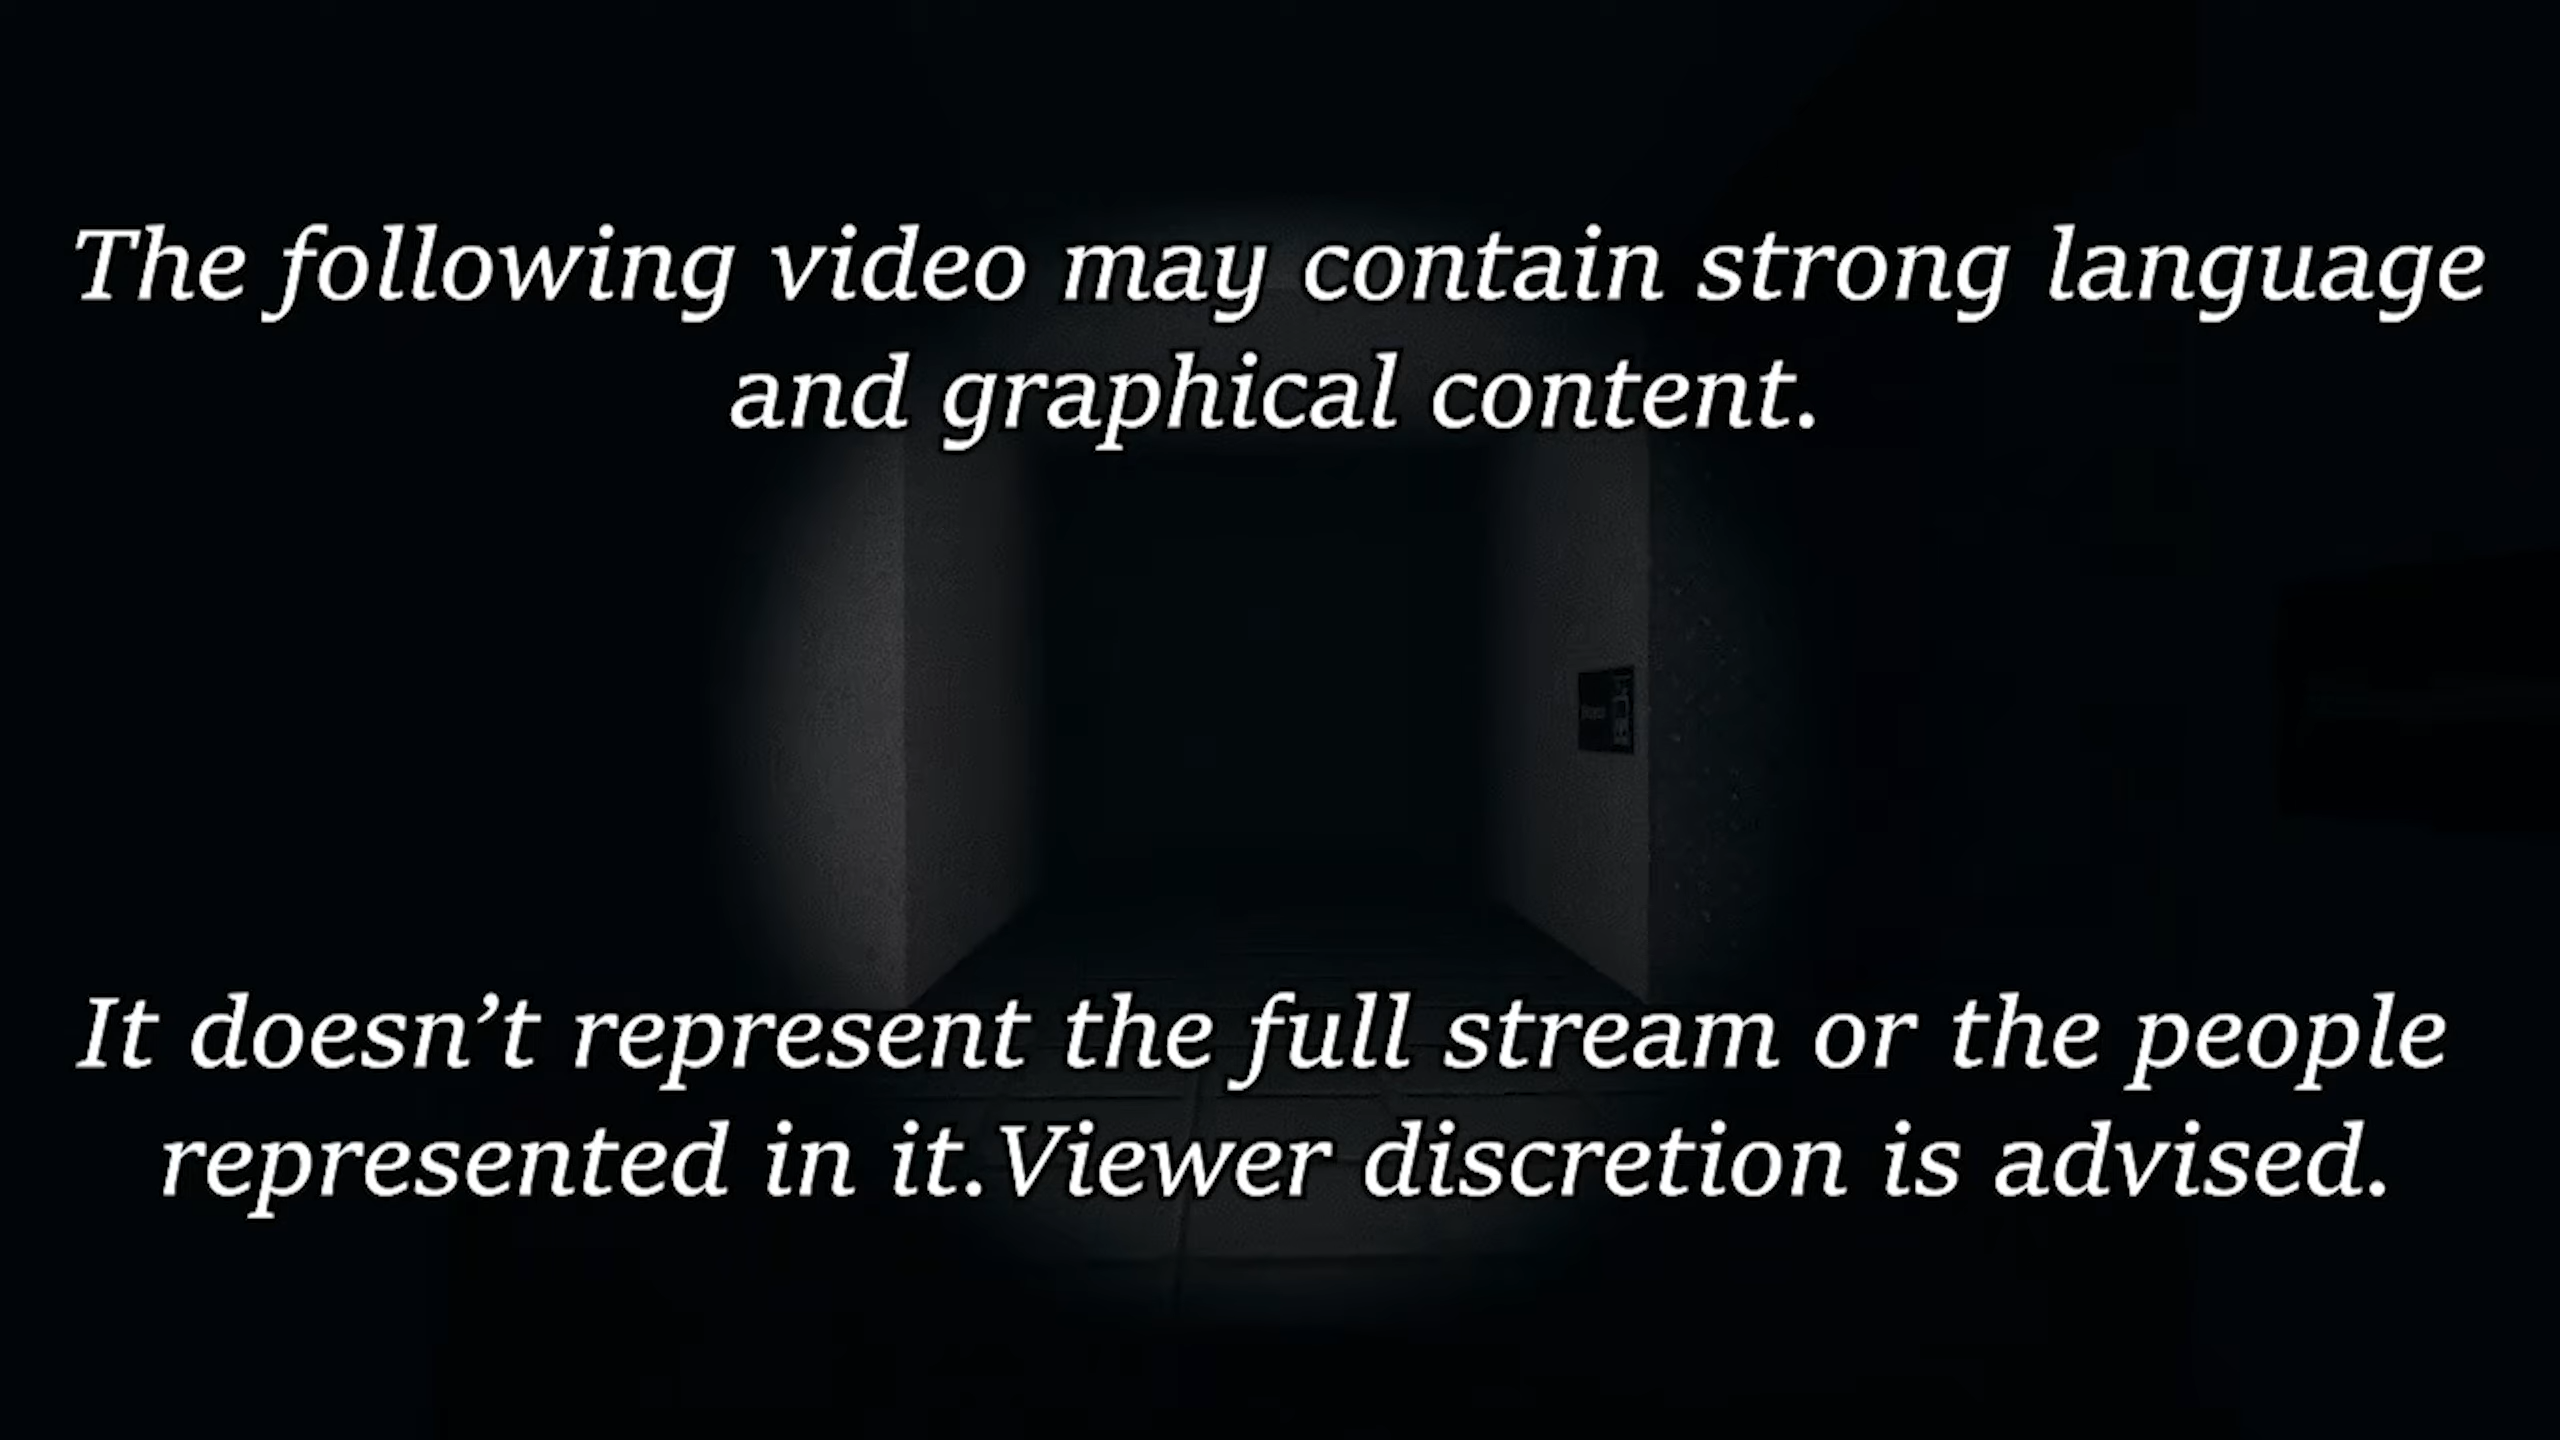 The following video may contain strong language
and graphical content.
It doesn’t represent the full stream or the people
represented in it.Viewer discretion is advised.